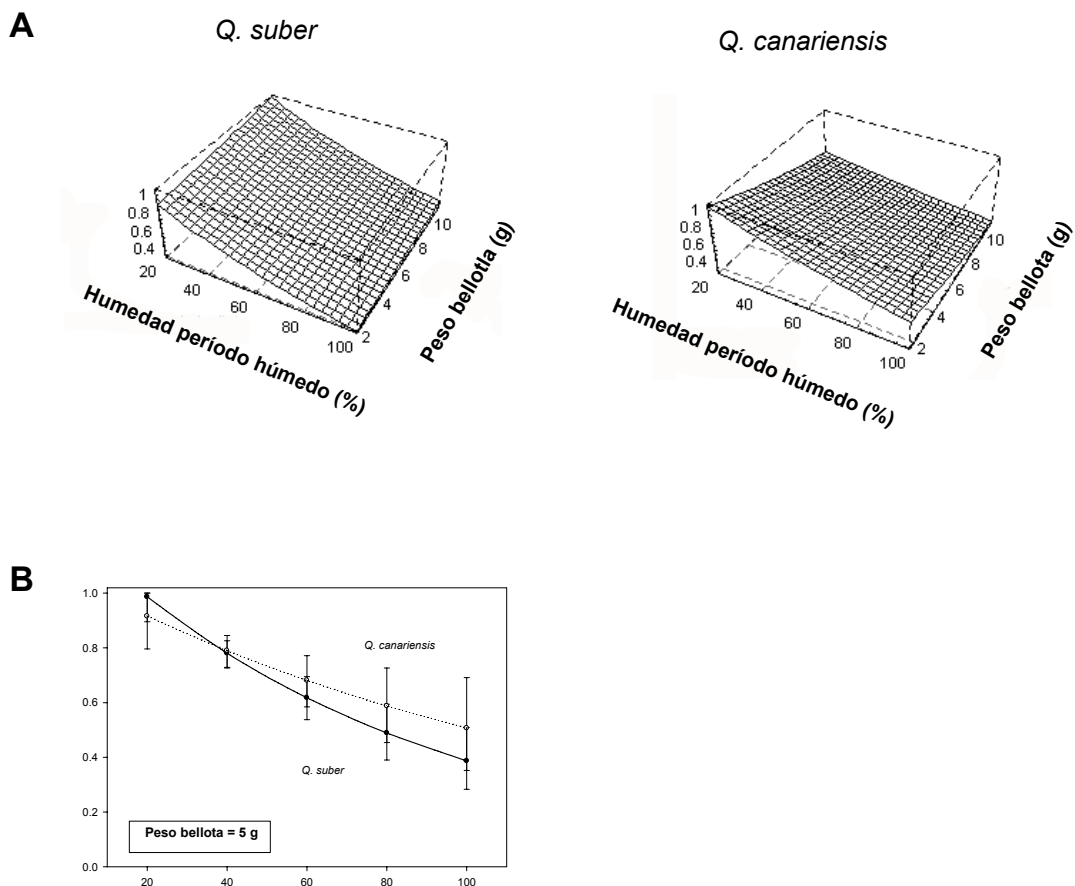 A
Q. suber
Q. canariensis
1
0.8
0.6
0.4
20
40
60
80
100
2
4
6
8
10
Humedad período húmedo (%)
Peso bellotla (g)
1
0.8
0.6
0.4
20
40
60
80
100
2
4
6
8
10
Humedad período húmedo (%)
Peso bellota (g)
B
1.0
0.8
0.6
0.4
0.2
0.0
Q. canariensis
Q. suber
Peso bellota = 5 g
20 40 60 80 100